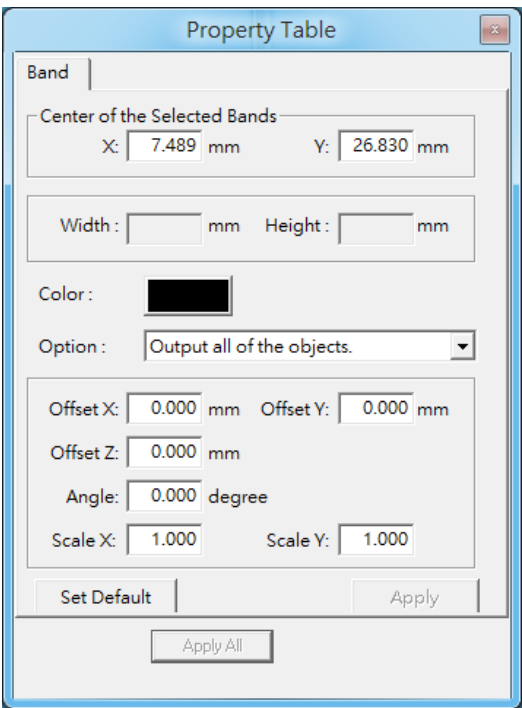 Property Table
Band
Center of the Selected Bands
X: 7.489 mm Y: 26.830 mm
Width : mm Height : mm
Color :
Option : Output all of the objects.
Offset X: 0.000 mm Offset Y: 0.000 mm
Offset Z: 0.000 mm
Angle: 0.000 degree
Scale X: 1.000 Scale Y: 1.000
Set Default Apply
Apply All